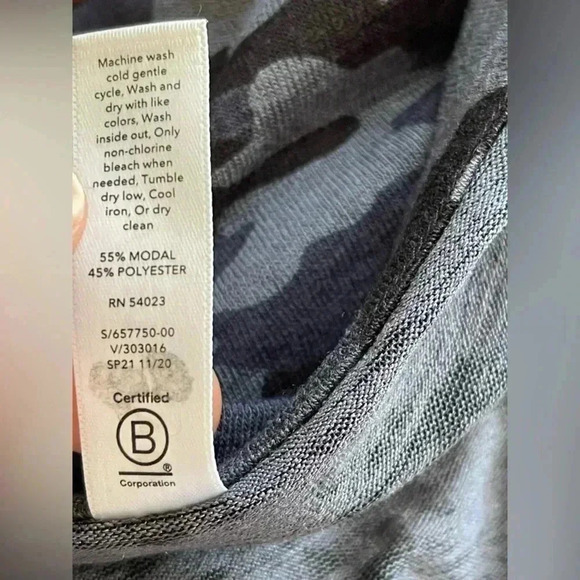 Machine wash
cold gentle
cycle, Wash and
dry with like
colors, Wash
inside out, Only
non-chlorine
bleach when
needed, Tumble
dry low, Cool
iron, Or dry
clean
55% MODAL
45% POLYESTER
RN 54023
S/657750-00
V/303016
SP21 11/20
Certified
B
®
Corporation